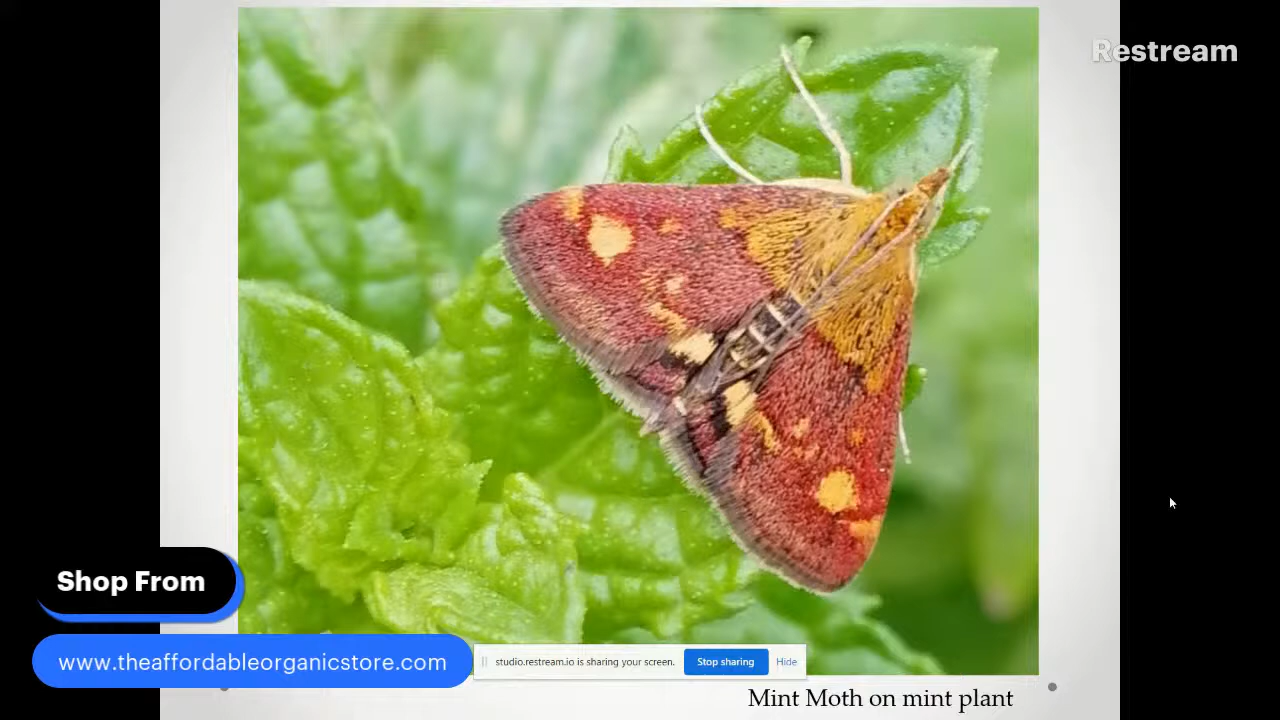 Restream
Shop From
www.theaffordableorganicstore.com
studio.restream.io is sharing your screen.
Stop sharing
Hide
Mint Moth on mint plant